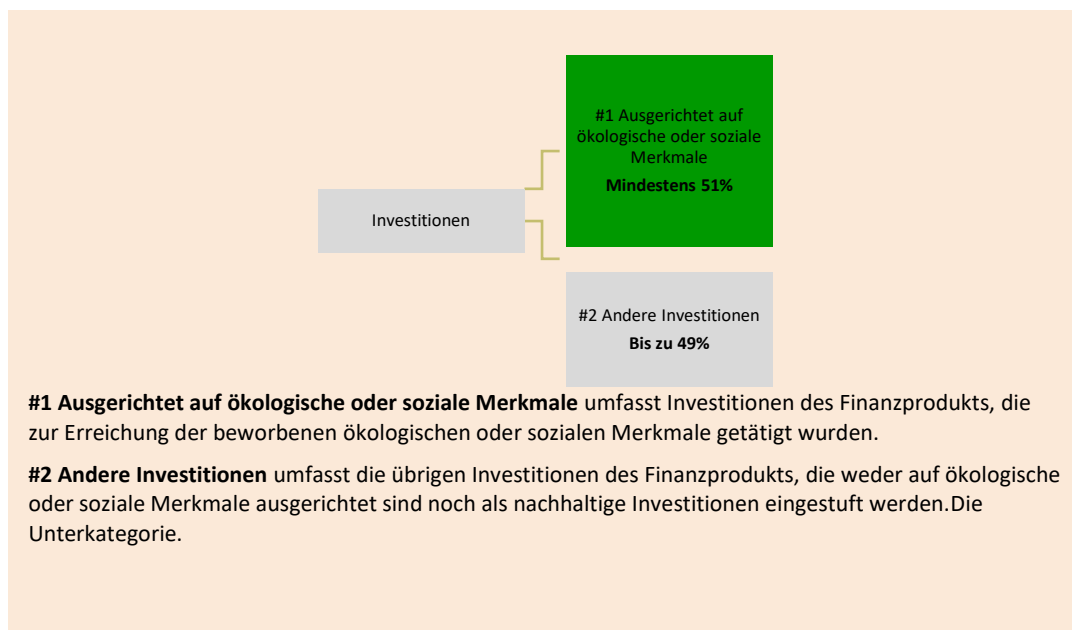 #1 Ausgerichtet auf
ökologische oder soziale
Merkmale
Mindestens 51%
Investitionen
#2 Andere Investitionen
Bis zu 49%
#1 Ausgerichtet auf ökologische oder soziale Merkmale umfasst Investitionen des Finanzprodukts, die
zur Erreichung der beworbenen ökologischen oder sozialen Merkmale getätigt wurden.
#2 Andere Investitionen umfasst die übrigen Investitionen des Finanzprodukts, die weder auf ökologische
oder soziale Merkmale ausgerichtet sind noch als nachhaltige Investitionen eingestuft werden.Die
Unterkategorie.